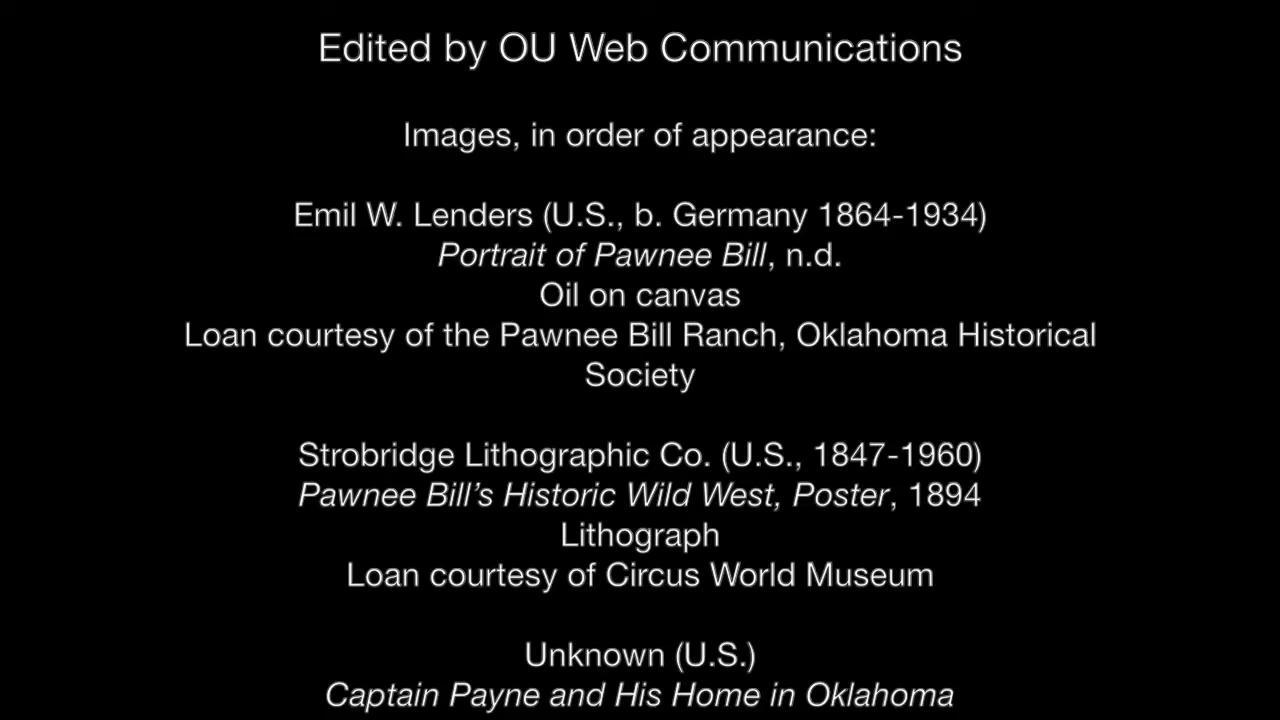 Edited by OU Web Communications
Images, in order of appearance:
Emil W. Lenders (U.S., b. Germany 1864-1934)
Portrait of Pawnee Bill, n.d.
Oil on canvas
Loan courtesy of the Pawnee Bill Ranch, Oklahoma Historical
Society
Strobridge Lithographic Co. (U.S., 1847-1960)
Pawnee Bill’s Historic Wild West, Poster, 1894
Lithograph
Loan courtesy of Circus World Museum
Unknown (U.S.)
Captain Payne and His Home in Oklahoma